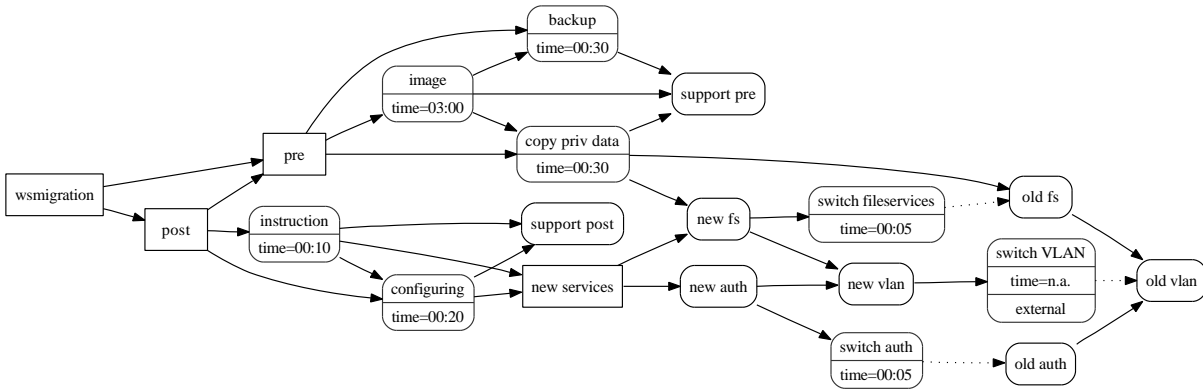 backup
time=00:30
image
time=03:00
support pre
pre
copy priv data
time=00:30
wsmigration
post
instruction
time=00:10
support post
configuring
time=00:20
new services
new fs
switch fileservices
time=00:05
old fs
new auth
new vlan
switch VLAN
time=n.a.
external
old vlan
switch auth
time=00:05
old auth